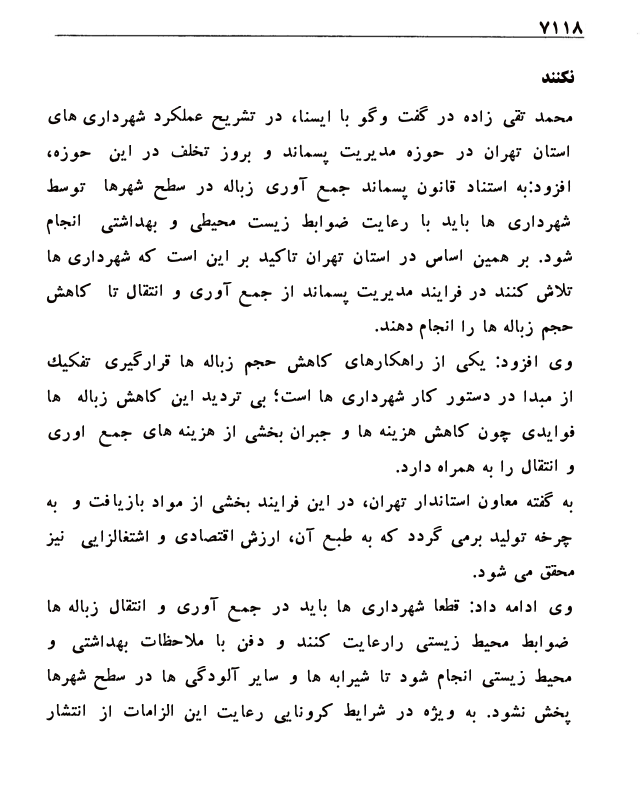 ۷۱۱۸
نکنند
محمد تقی زاده در گفت وگو با ایسنا، در تشریح عملکرد شهرداری های
استان تهران در حوزه مدیریت پسماند و بروز تخلف در این حوزه،
افزود:به استناد قانون پسماند جمع آوری زباله در سطح شهرها توسط
شهرداری ها باید با رعایت ضوابط زیست محیطی و بهداشتی انجام
شود. بر همین اساس در استان تهران تاکید بر این است که شهرداری ها
تلاش کنند در فرایند مدیریت پسماند از جمع آوری و انتقال تا کاهش
حجم زباله ها را انجام دهند.
وی افزود: یکی از راهکارهای کاهش حجم زباله ها قرارگیری تفکیک
از مبدا در دستور کار شهرداری ها است؛ بی تردید این کاهش زباله ها
فوایدی چون کاهش هزینه ها و جبران بخشی از هزینه های جمع اوری
و انتقال را به همراه دارد.
به گفته معاون استاندار تهران، در این فرایند بخشی از مواد بازیافت و به
چرخه تولید برمی گردد که به طبع آن، ارزش اقتصادی و اشتغالزایی نیز
محقق می شود.
وی ادامه داد: قطعا شهرداری ها باید در جمع آوری و انتقال زباله ها
ضوابط محیط زیستی رارعایت کنند و دفن با ملاحظات بهداشتی و
محیط زیستی انجام شود تا شیرابه ها و سایر آلودگی ها در سطح شهرها
پخش نشود. به ویژه در شرایط کرونایی رعایت این الزامات از انتشار